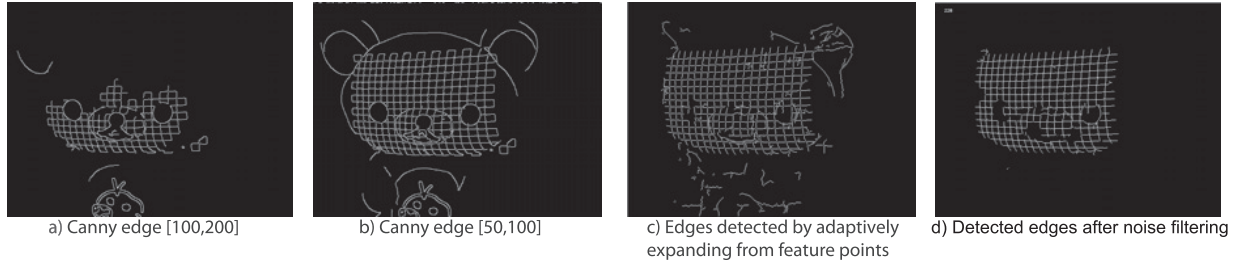 a) Canny edge [100,200]
b) Canny edge [50,100]
c) Edges detected by adaptively
expanding from feature points
d) Detected edges after noise filtering